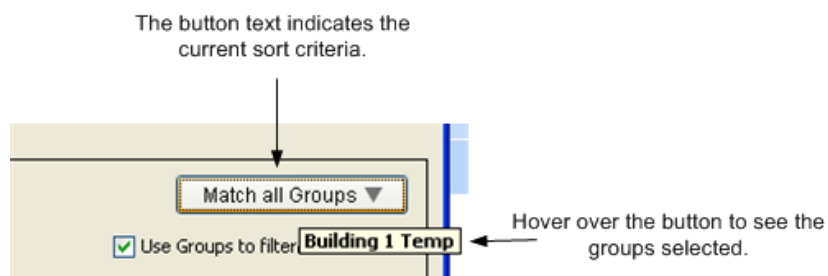 The button text indicates the
current sort criteria.
Match all Groups
Use Groups to filter
Building 1 Temp
Hover over the button to see the
groups selected.